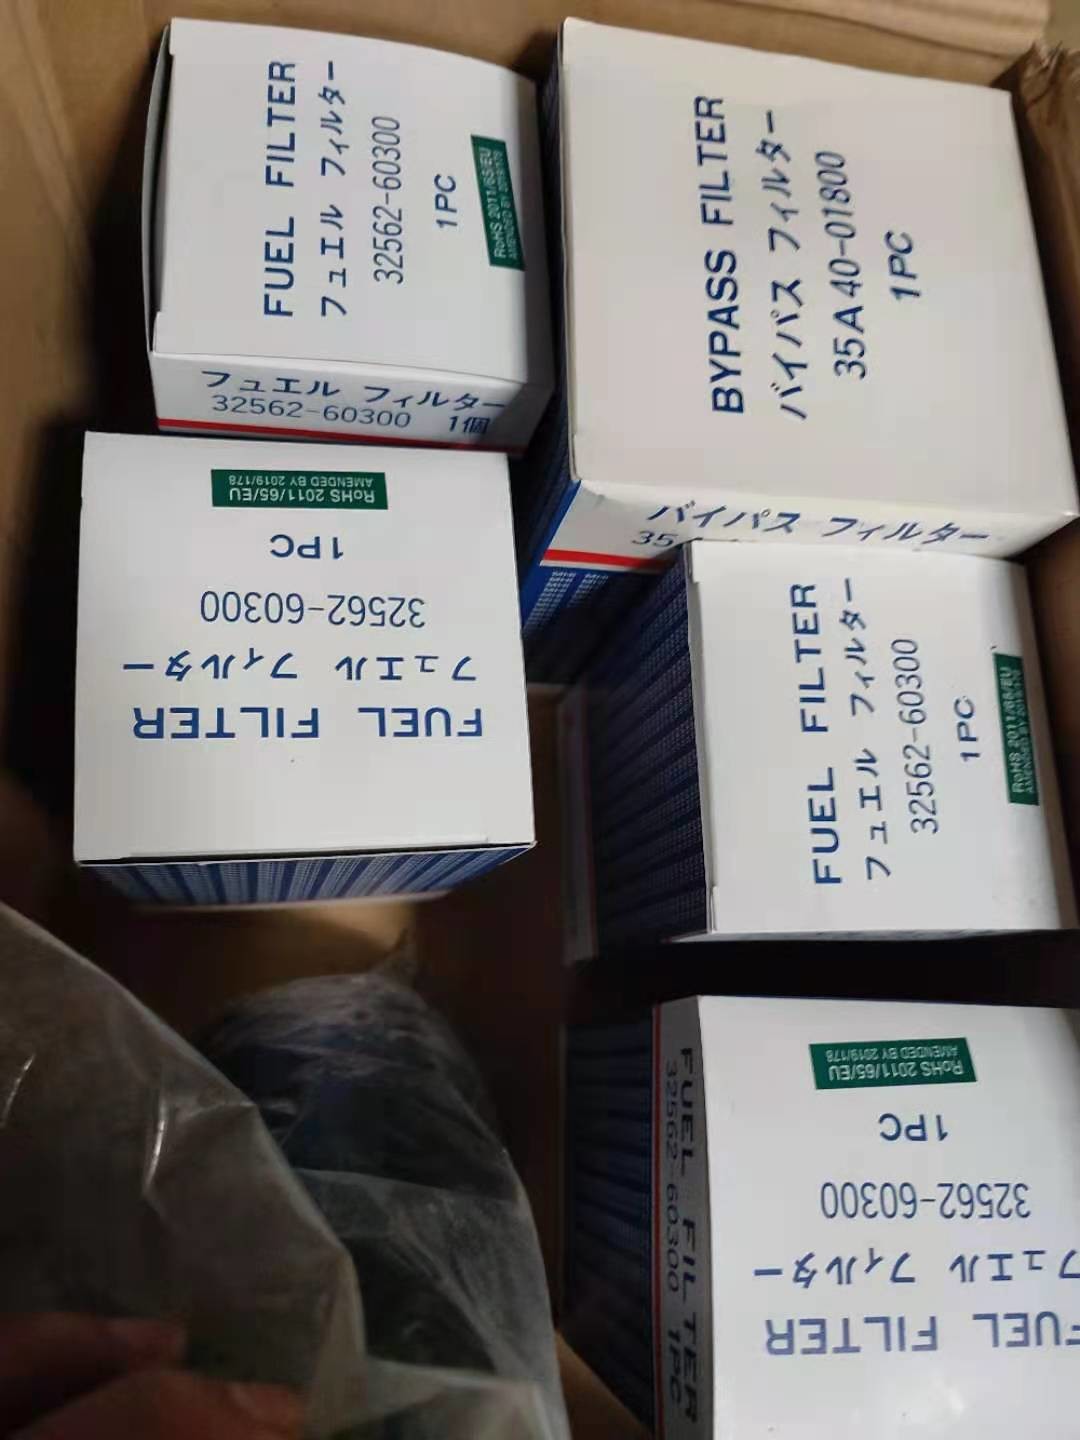 FUEL FILTER
フュエル フィルター
32562-60300
1PC
RoHS 2011/65/EU
AMENDED BY 2019/178
フュエル フィルター
32562-60300 1個
BYPASS FILTER
バイパス フィルター
35A40-01800
1PC
バイパス フィルター
35
FUEL FILTER
フュエル フィルター
32562-60300
1PC
RoHS 2011/65/EU
AMENDED BY 2019/178
FUEL FILTER
フュエル フィルター
32562-60300
1PC
RoHS 2011/65/EU
AMENDED BY 2019/178
FUEL FILTER
フュエル フィルター
32562-60300
1PC
RoHS 2011/65/EU
AMENDED BY 2019/178
FUEL FILTER
32562-60300 1PC